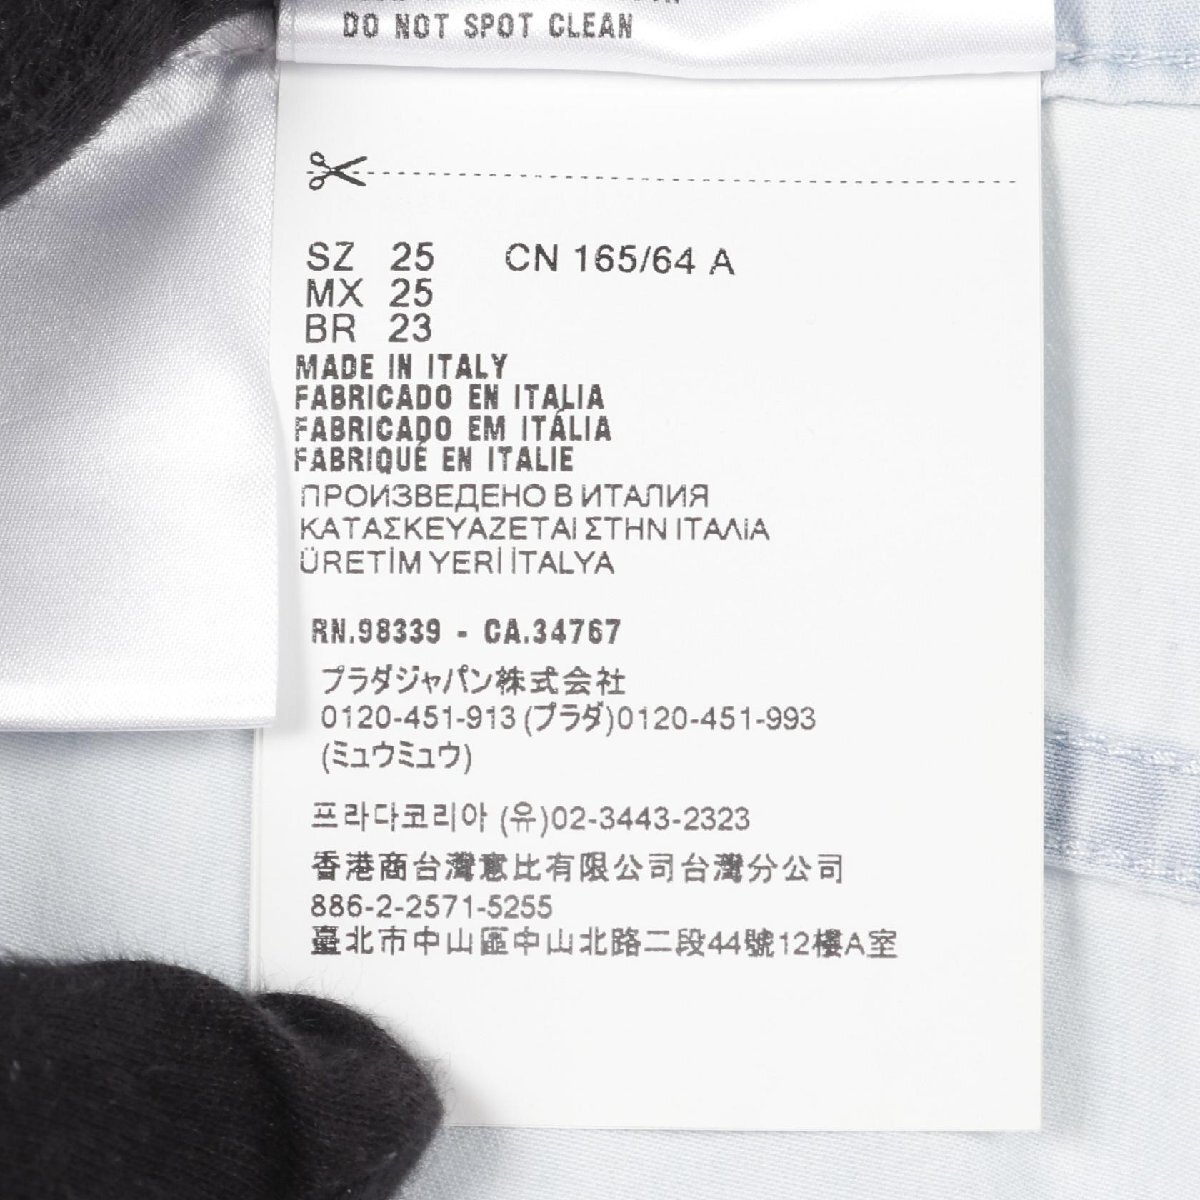 DO NOT SPOT CLEAN
SZ 25 CN 165/64 A
MX 25
BR 23
MADE IN ITALY
FABRICADO EN ITALIA
FABRICADO EM ITÁLIA
FABRIQUÉ EN ITALIE
ПРОИЗВЕДЕНО В ИТАЛИЯ
ΚΑΤΑΣΚΕΥΑΖΕΤΑΙ ΣΤΗΝ ΙΤΑΛΙΑ
ÜRETİM YERİ İTALYA
RN.98339 - CA.34767
プラダジャパン株式会社
0120-451-913 (プラダ)0120-451-993
(ミュウミュウ)
프라다코리아 (유)02-3443-2323
香港商台灣意比有限公司台灣分公司
886-2-2571-5255
臺北市中山區中山北路二段44號12樓A室